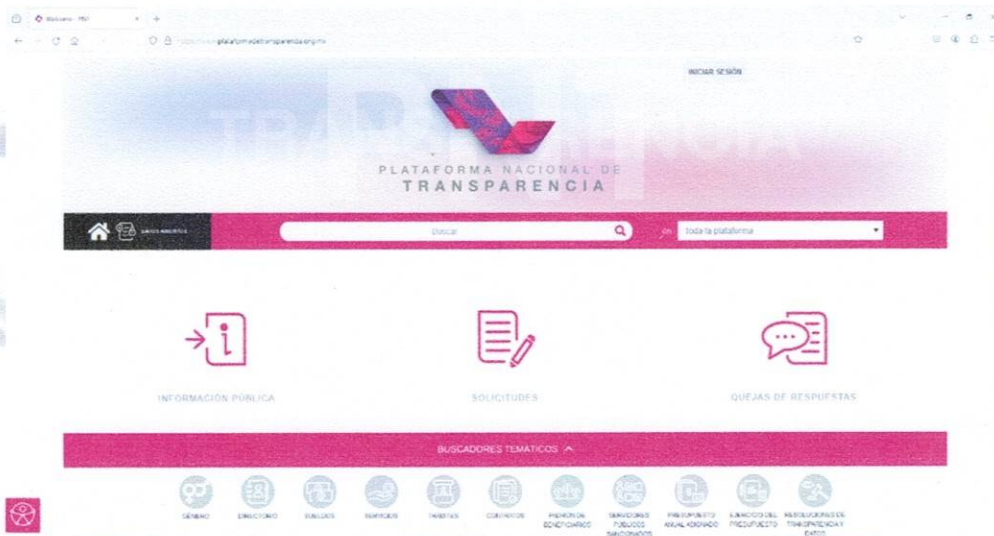 INICIAR SESIÓN
PLATAFORMA NACIONAL DE
TRANSPARENCIA
DATOS ABIERTOS
Buscar
en
toda la plataforma
INFORMACIÓN PÚBLICA
SOLICITUDES
QUEJAS DE RESPUESTAS
BUSCADORES TEMÁTICOS
GÉNERO
DIRECTORIO
SUELDOS
SERVICIOS
TRÁMITES
CONTRATOS
PADRÓN DE
BENEFICIARIOS
SERVIDORES
PÚBLICOS
SANCIONADOS
PRESUPUESTO
ANUAL ASIGNADO
EJERCICIO DEL
PRESUPUESTO
RESOLUCIONES DE
TRANSPARENCIA Y
DATOS